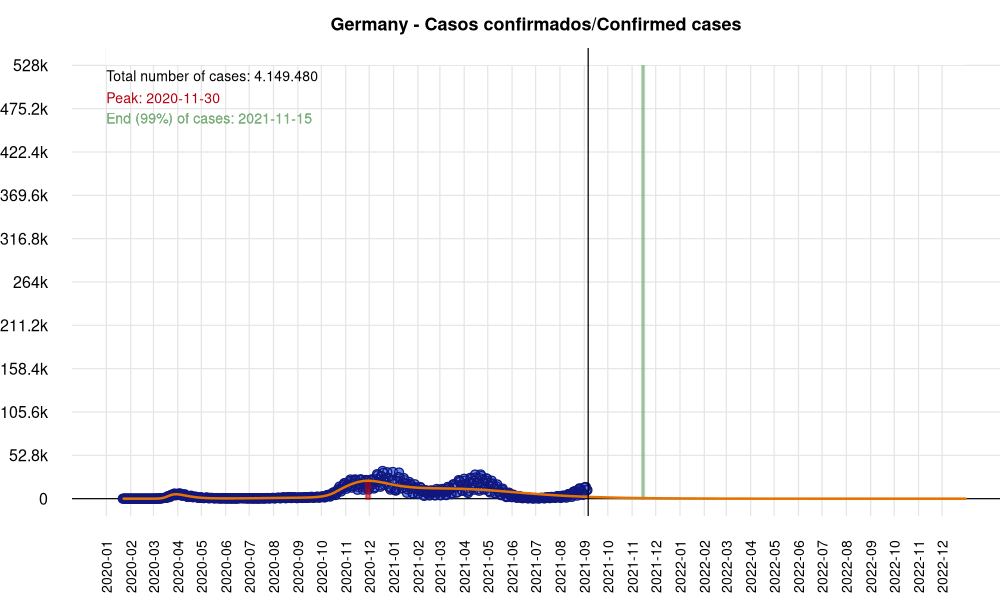 Germany - Casos confirmados/Confirmed cases
Total number of cases: 4.149.480
Peak: 2020-11-30
End (99%) of cases: 2021-11-15
528k
475.2k
422.4k
369.6k
316.8k
264k
211.2k
158.4k
105.6k
52.8k
0
2020-01
2020-02
2020-03
2020-04
2020-05
2020-06
2020-07
2020-08
2020-09
2020-10
2020-11
2020-12
2021-01
2021-02
2021-03
2021-04
2021-05
2021-06
2021-07
2021-08
2021-09
2021-10
2021-11
2021-12
2022-01
2022-02
2022-03
2022-04
2022-05
2022-06
2022-07
2022-08
2022-09
2022-10
2022-11
2022-12